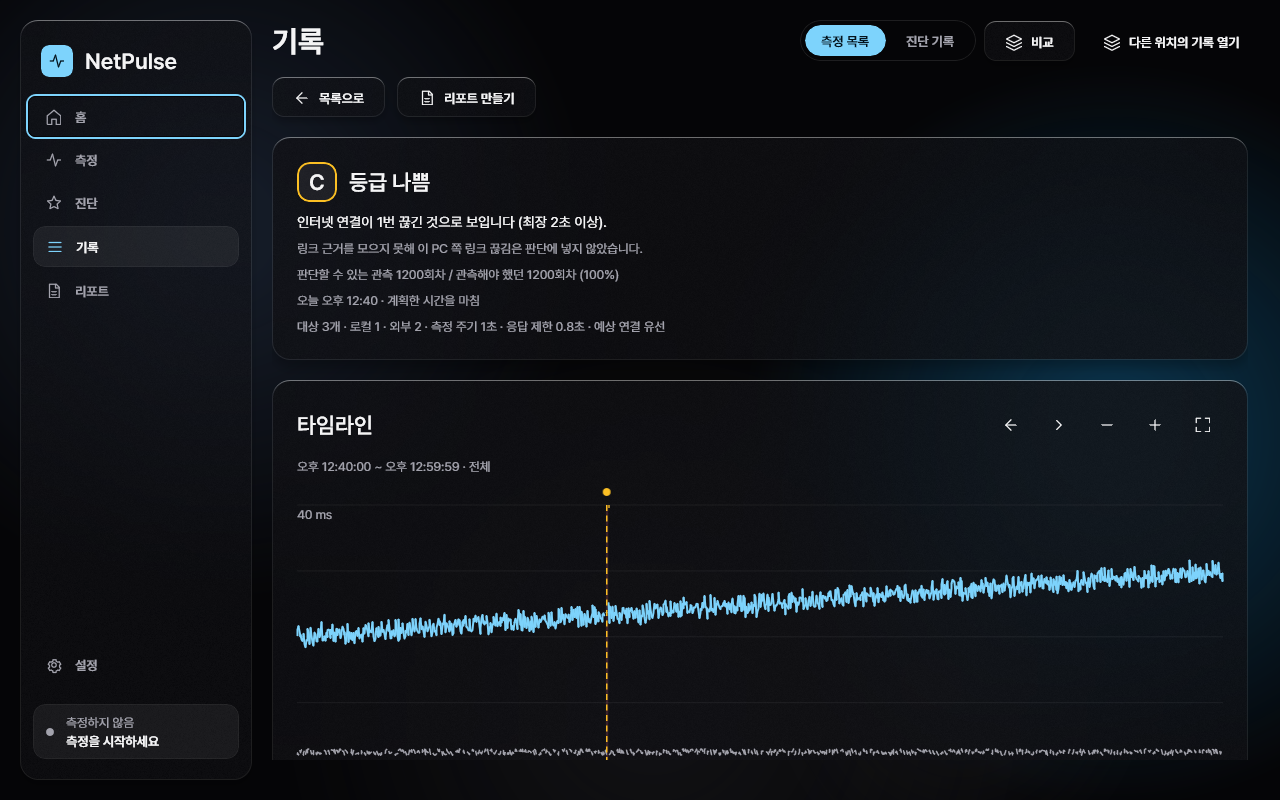 NetPulse
홈
측정
진단
기록
리포트
설정
측정하지 않음
측정을 시작하세요
기록
측정 목록
진단 기록
비교
다른 위치의 기록 열기
목록으로
리포트 만들기
C
등급 나쁨
인터넷 연결이 1번 끊긴 것으로 보입니다 (최장 2초 이상).
링크 근거를 모으지 못해 이 PC 쪽 링크 끊김은 판단에 넣지 않았습니다.
판단할 수 있는 관측 1200회차 / 관측해야 했던 1200회차 (100%)
오늘 오후 12:40 · 계획한 시간을 마침
대상 3개 · 로컬 1 · 외부 2 · 측정 주기 1초 · 응답 제한 0.8초 · 예상 연결 유선
타임라인
오후 12:40:00 ~ 오후 12:59:59 · 전체
40 ms